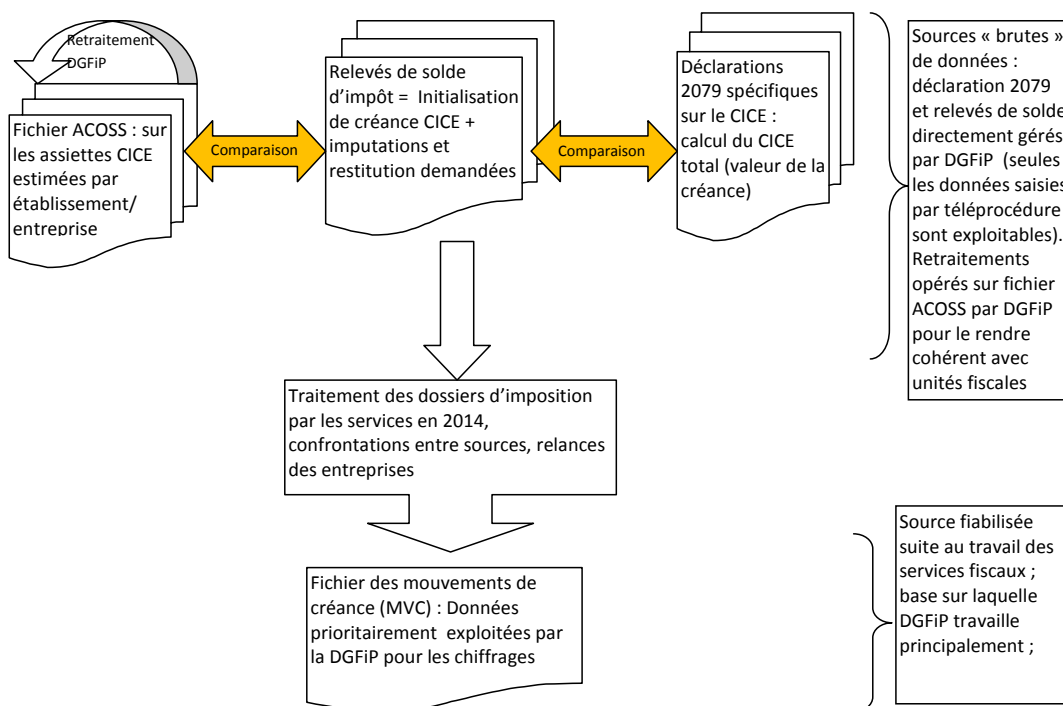 Retraitement
DGFiP
Fichier ACOSS : sur
les assiettes CICE
estimées par
établissement/
entreprise
Comparaison
Relevés de solde
d’impôt = Initialisation
de créance CICE +
imputations et
restitution demandées
Comparaison
Déclarations
2079 spécifiques
sur le CICE :
calcul du CICE
total (valeur de la
créance)
Sources « brutes »
de données :
déclaration 2079
et relevés de solde
directement gérés
par DGFiP (seules
les données saisies
par téléprocédure
sont exploitables).
Retraitements
opérés sur fichier
ACOSS par DGFiP
pour le rendre
cohérent avec
unités fiscales
Traitement des dossiers d’imposition
par les services en 2014,
confrontations entre sources, relances
des entreprises
Fichier des mouvements de
créance (MVC) : Données
prioritairement exploitées par
la DGFiP pour les chiffrages
Source fiabilisée
suite au travail des
services fiscaux ;
base sur laquelle
DGFiP travaille
principalement ;